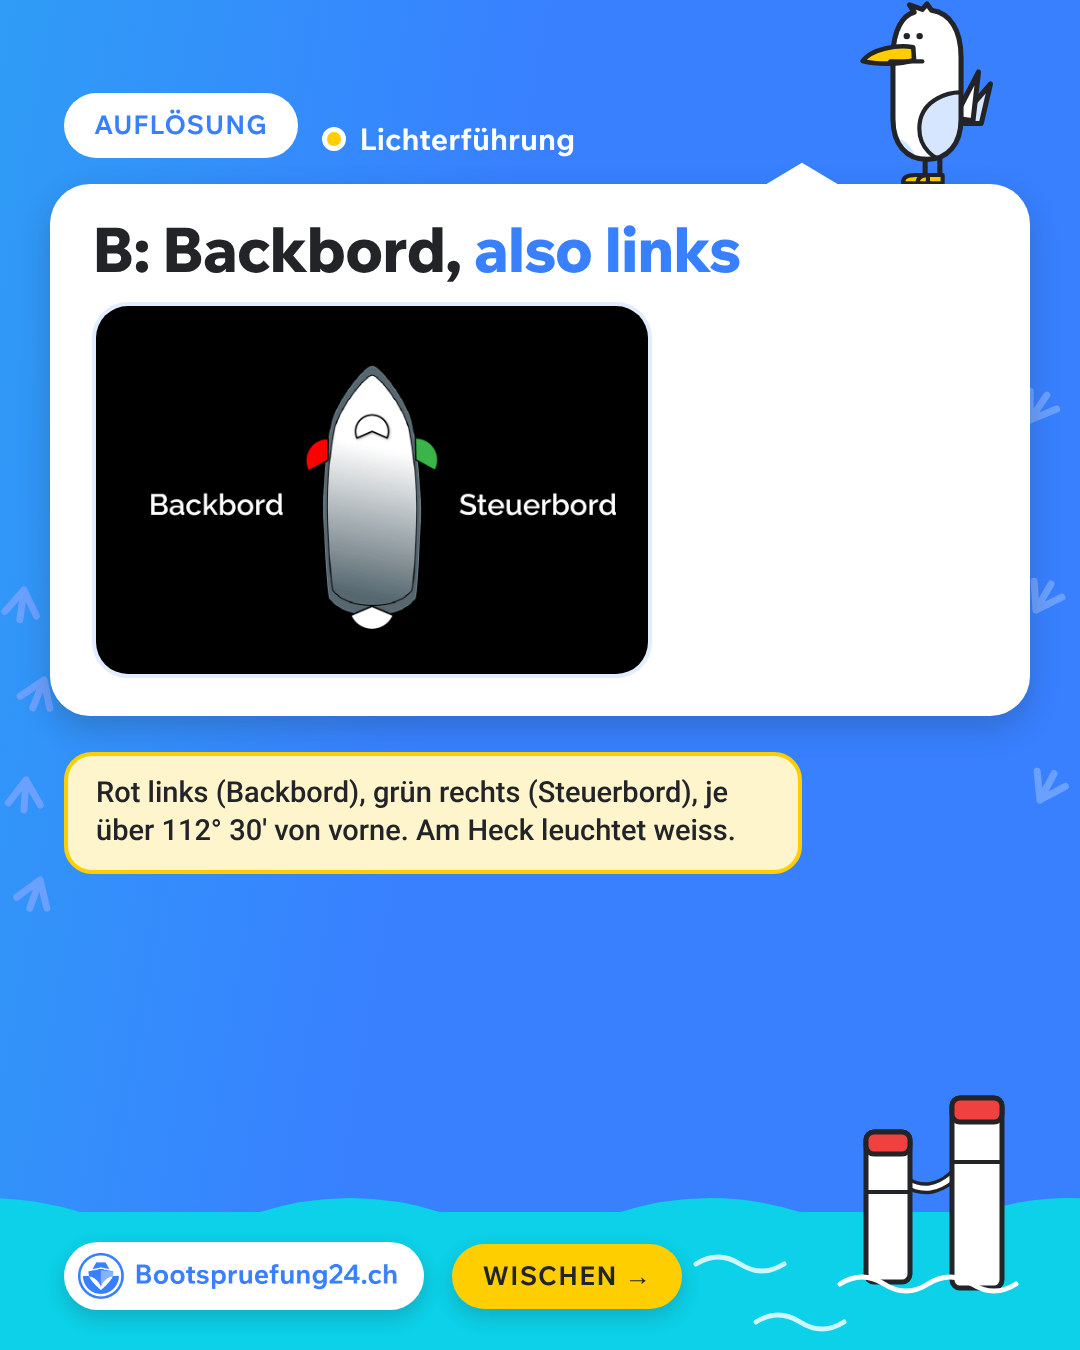 AUFLÖSUNG
Lichterführung
B: Backbord, also links
Backbord
Steuerbord
Rot links (Backbord), grün rechts (Steuerbord), je
über 112° 30' von vorne. Am Heck leuchtet weiss.
Bootspruefung24.ch
WISCHEN →